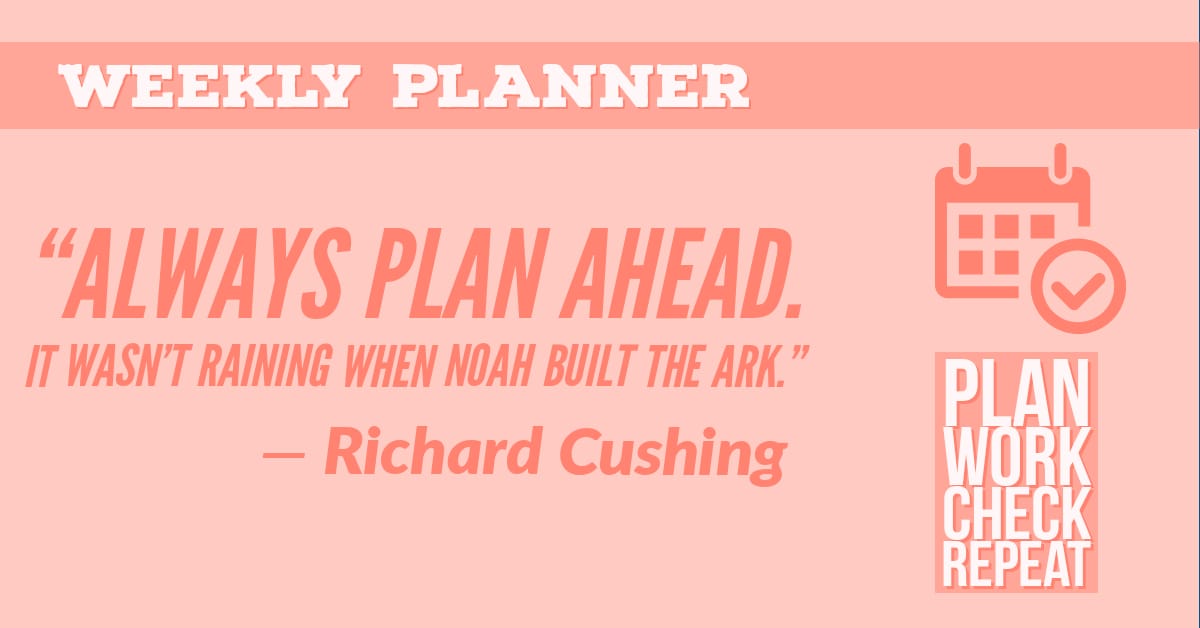 WEEKLY PLANNER
“ALWAYS PLAN AHEAD.
IT WASN’T RAINING WHEN NOAH BUILT THE ARK.”
— Richard Cushing
PLAN
WORK
CHECK
REPEAT